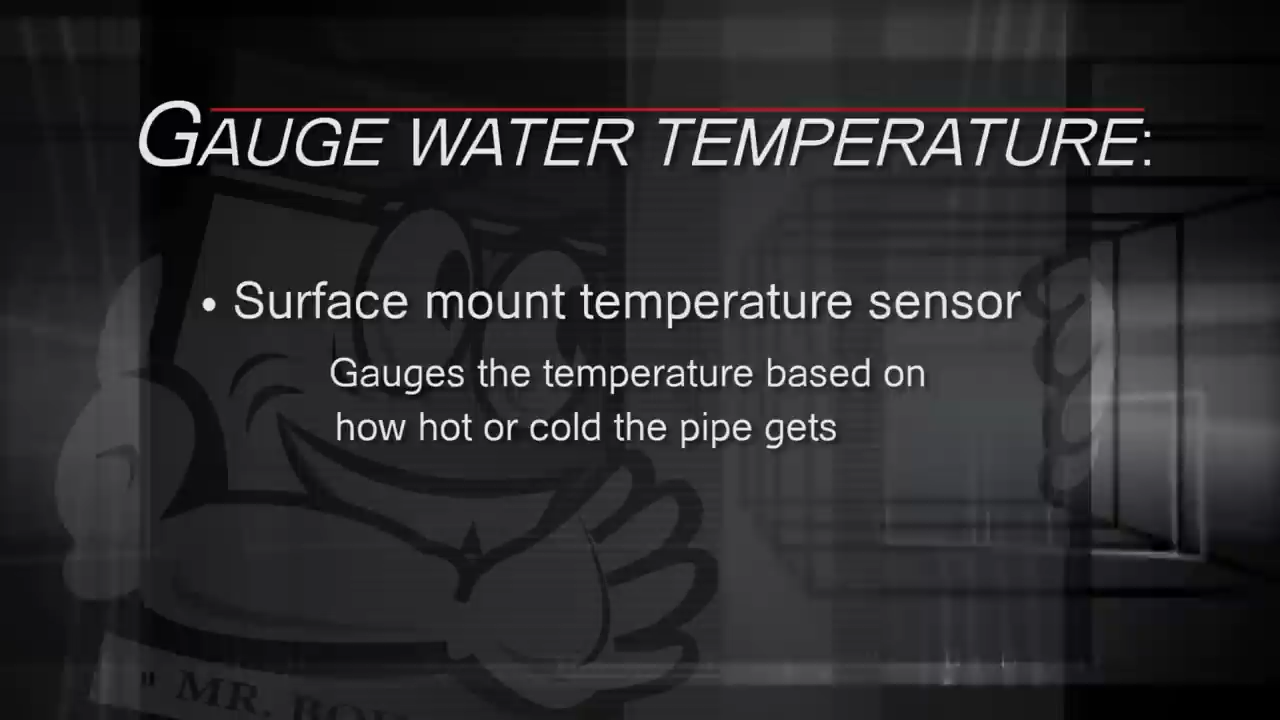 GAUGE WATER TEMPERATURE:
• Surface mount temperature sensor
Gauges the temperature based on
how hot or cold the pipe gets
" MR.